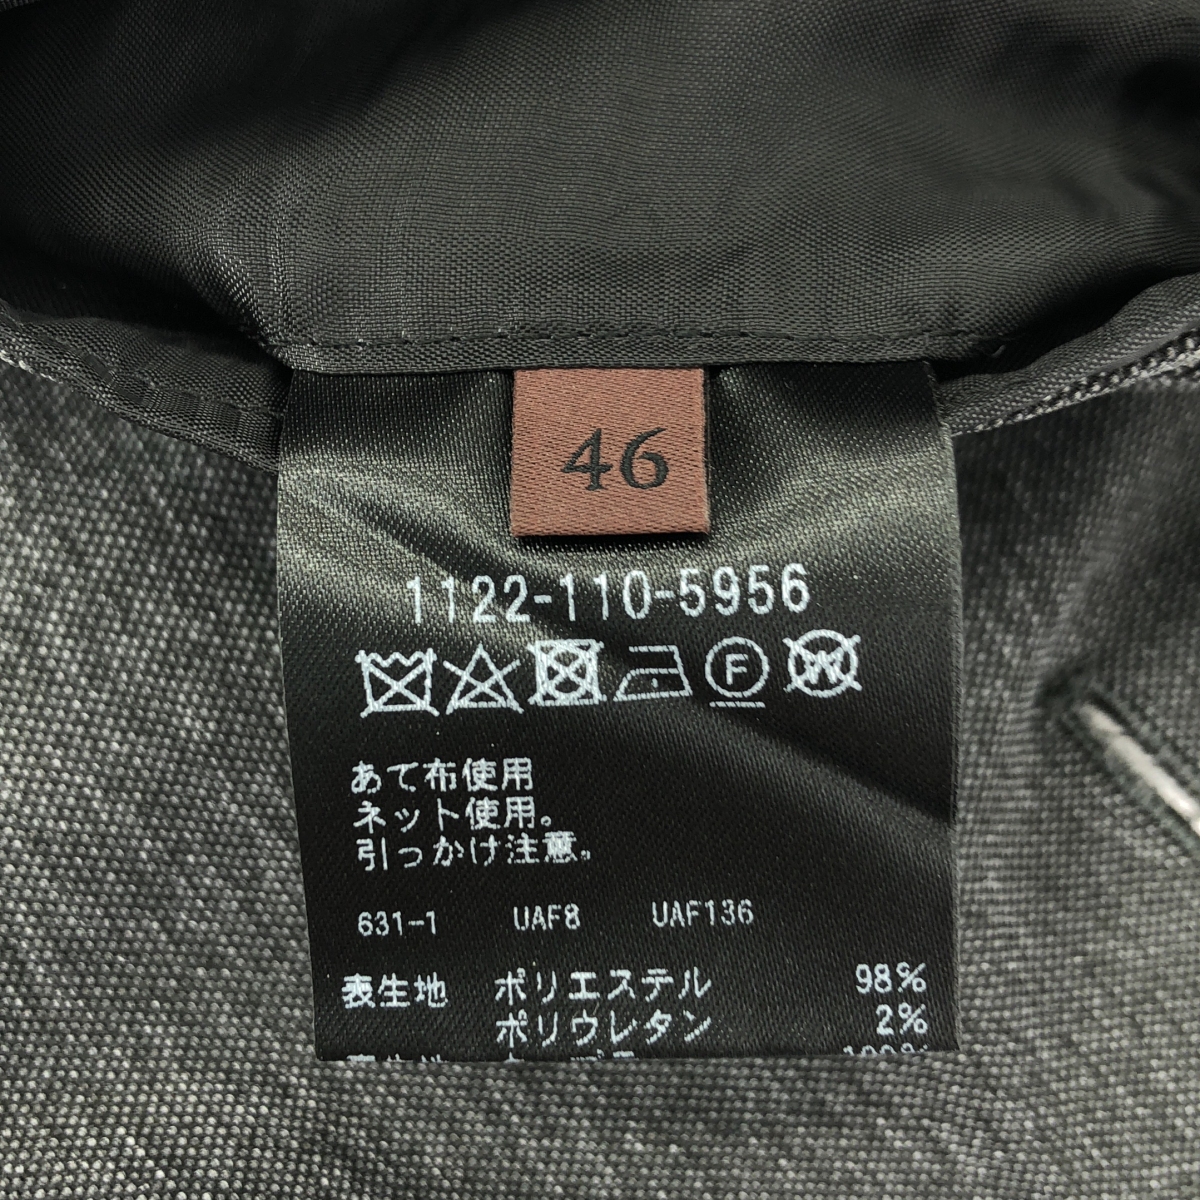 46
1122-110-5956
F W
あて布使用
ネット使用。
引っかけ注意。
631-1 UAF8 UAF136
表生地 ポリエステル 98%
ポリウレタン 2%